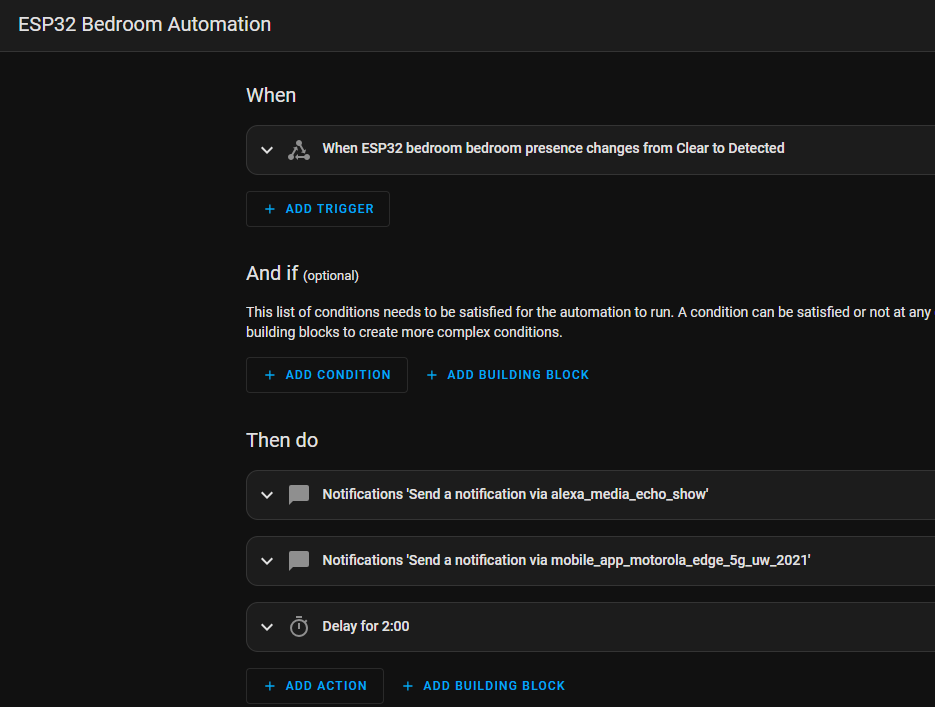 ESP32 Bedroom Automation
When
When ESP32 bedroom bedroom presence changes from Clear to Detected
+ ADD TRIGGER
And if (optional)
This list of conditions needs to be satisfied for the automation to run. A condition can be satisfied or not at any
building blocks to create more complex conditions.
+ ADD CONDITION + ADD BUILDING BLOCK
Then do
Notifications 'Send a notification via alexa_media_echo_show'
Notifications 'Send a notification via mobile_app_motorola_edge_5g_uw_2021'
Delay for 2:00
+ ADD ACTION + ADD BUILDING BLOCK